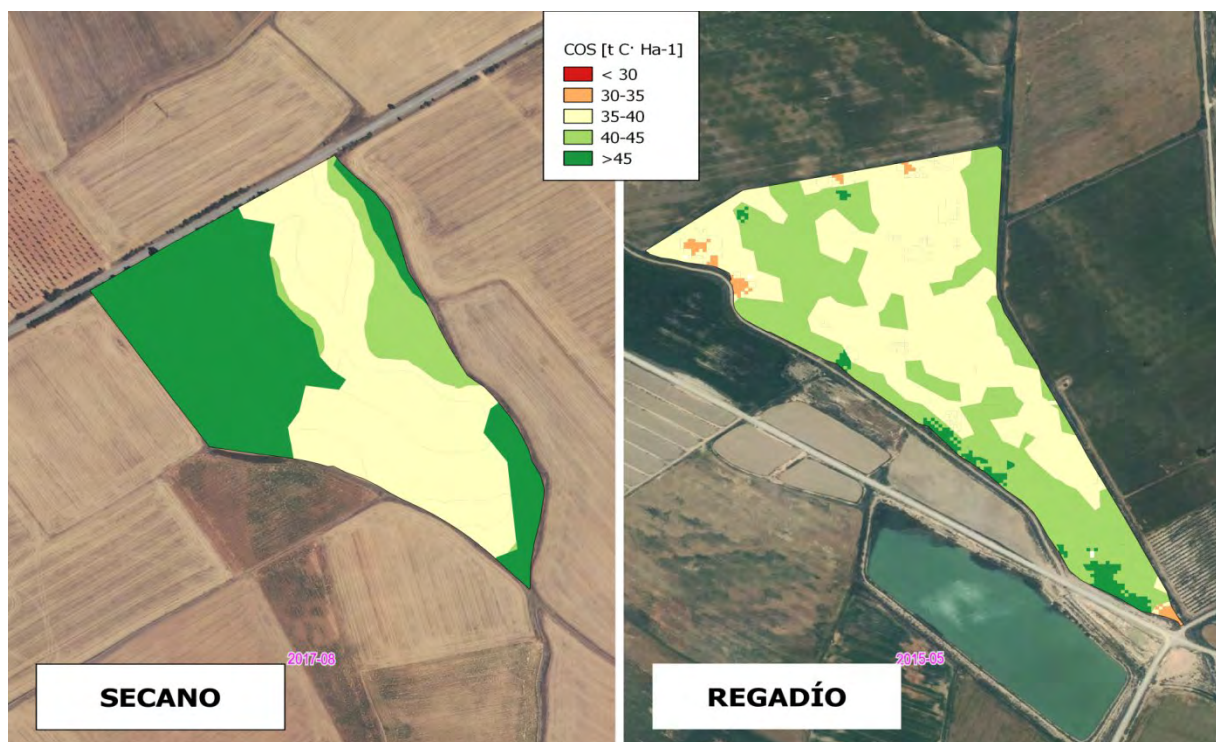 COS [t C· Ha-1]
< 30
30-35
35-40
40-45
>45
2017-08
2015-05
SECANO
REGADÍO